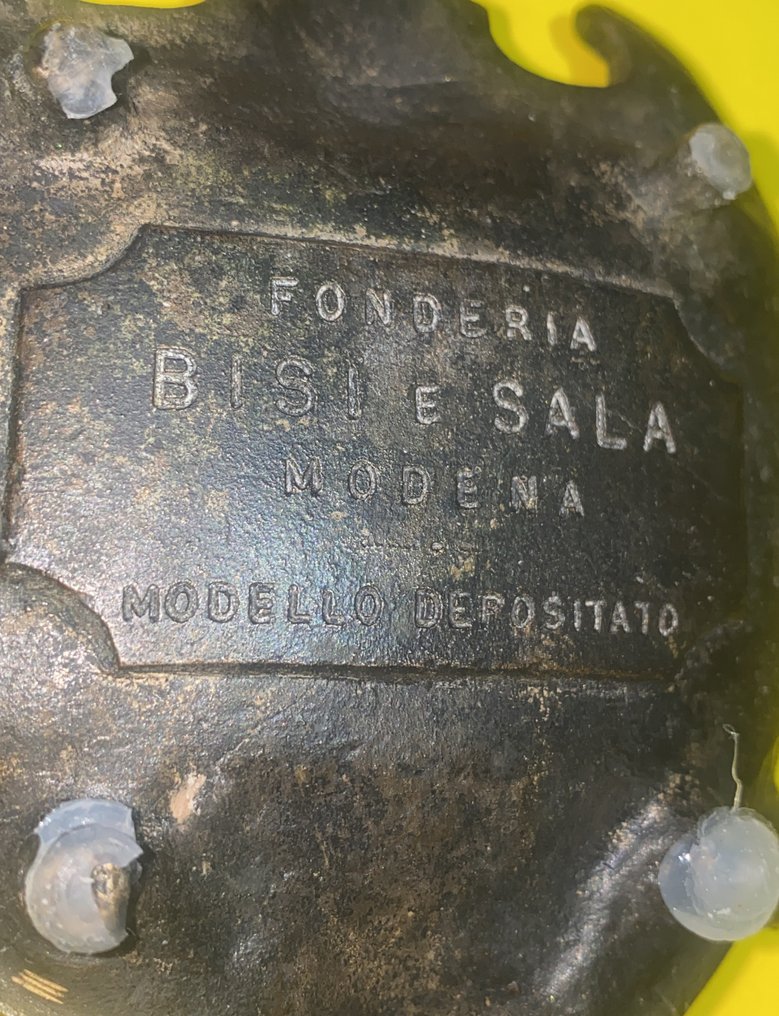 FONDERIA
BISI E SALA
MODENA
MODELLO DEPOSITATO